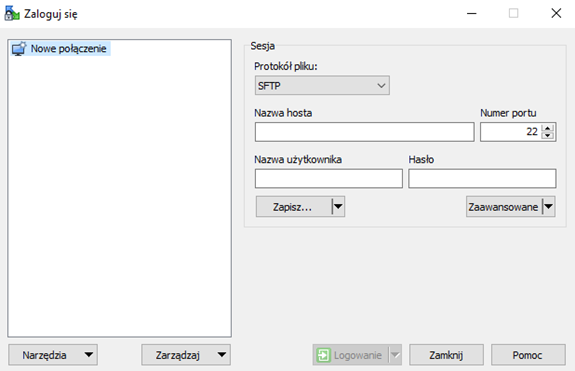 Zaloguj się
Nowe połączenie
Sesja
Protokół pliku:
SFTP
Nazwa hosta Numer portu
22
Nazwa użytkownika Hasło
Zapisz... Zaawansowane
Narzędzia Zarządzaj Logowanie Zamknij Pomoc